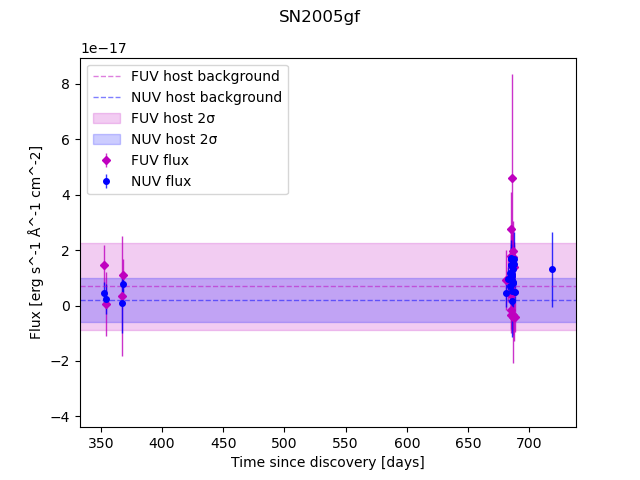 SN2005gf
1e−17
FUV host background
NUV host background
FUV host 2σ
NUV host 2σ
FUV flux
NUV flux
8
6
4
2
0
−2
−4
Flux [erg s^-1 Å^-1 cm^-2]
350 400 450 500 550 600 650 700
Time since discovery [days]